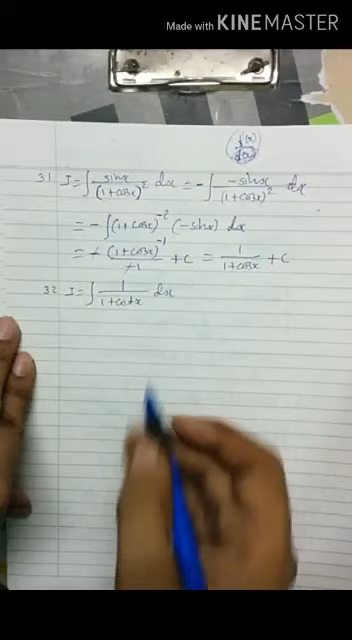 Made with KINEMASTER
f'(x)
f(x)
31 I = ∫ sinx/(1+cosx)² dx = -∫ -sinx/(1+cosx)² dx
= -∫(1+cosx)⁻² (-sinx) dx
= -(1+cosx)⁻¹/-1 + c = 1/(1+cosx) + c
32 I = ∫ 1/(1+cotx) dx